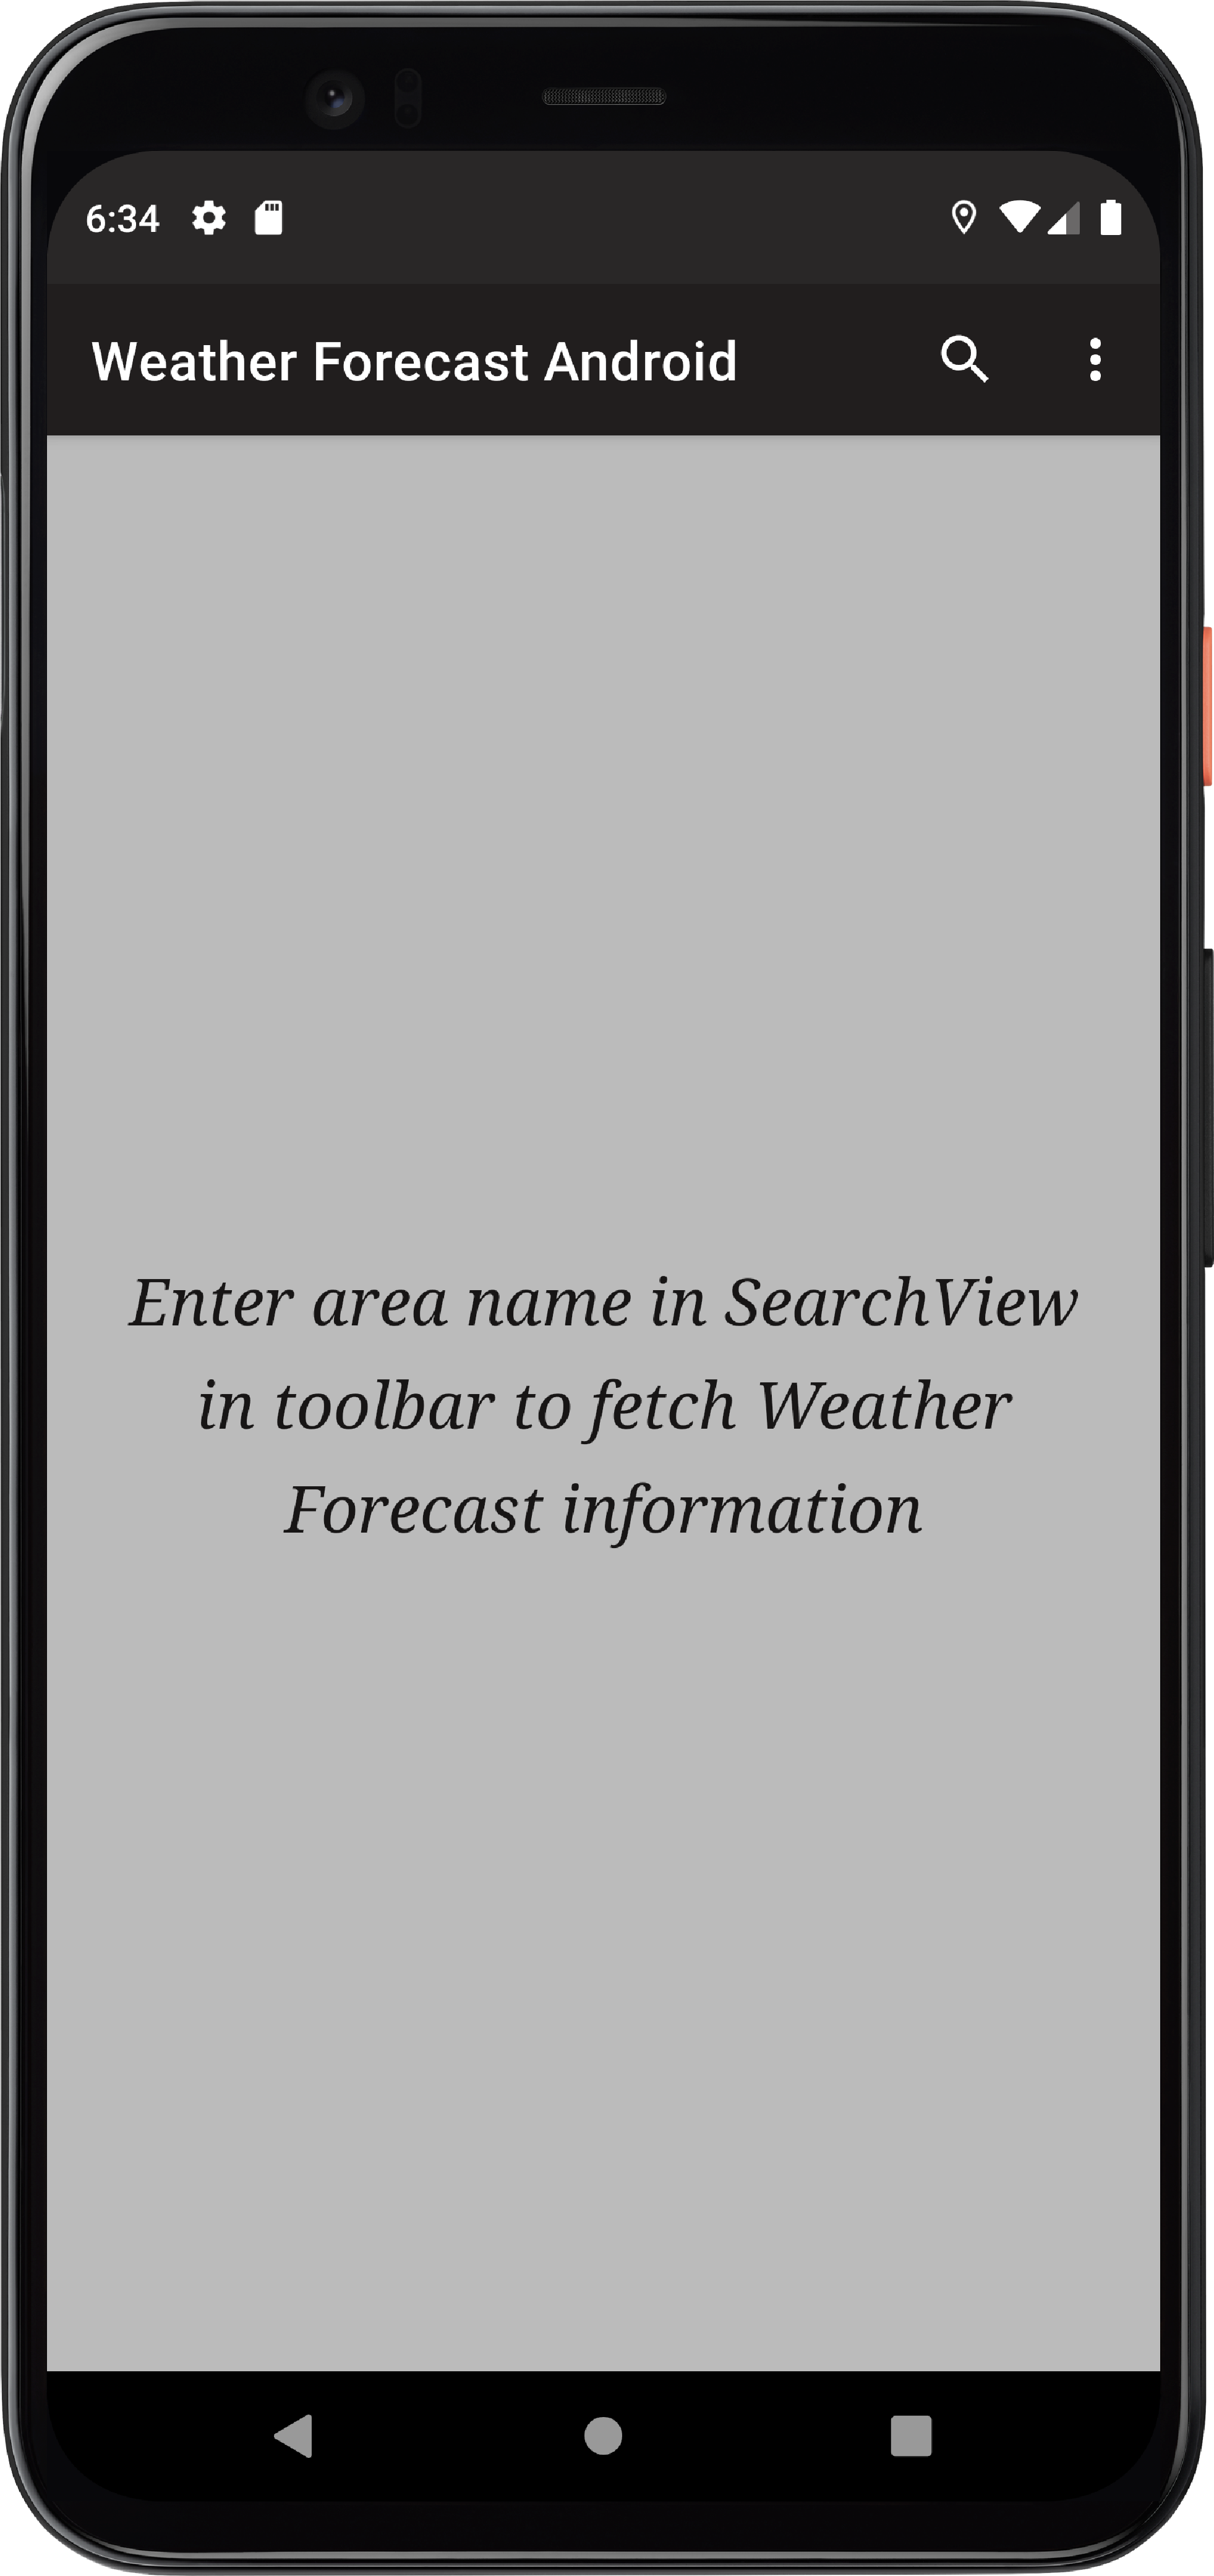 6:34
Weather Forecast Android
Enter area name in SearchView
in toolbar to fetch Weather
Forecast information